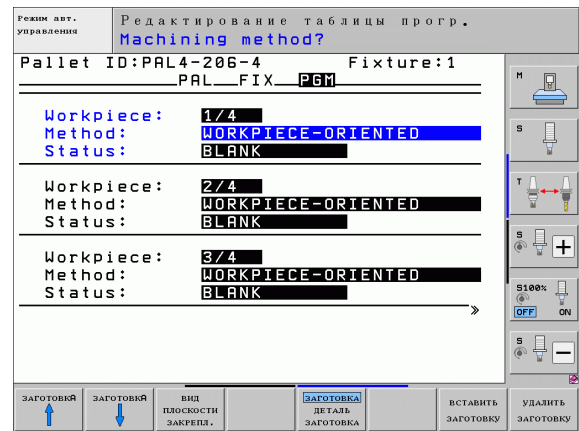 Режим авт.
управления
Редактирование таблицы прогр.
Machining method?
Pallet ID:PAL4-206-4 Fixture:1
PAL FIX PGM
Workpiece: 1/4
Method: WORKPIECE-ORIENTED
Status: BLANK
Workpiece: 2/4
Method: WORKPIECE-ORIENTED
Status: BLANK
Workpiece: 3/4
Method: WORKPIECE-ORIENTED
Status: BLANK
»
M
S
T
S
+
S100%
OFF ON
S
−
ЗАГОТОВКЯ
ЗАГОТОВКЯ
ВИД
ПЛОСКОСТИ
ЗАКРЕПЛ.
ЗАГОТОВКА
ДЕТАЛЬ
ЗАГОТОВКА
ВСТАВИТЬ
ЗАГОТОВКУ
УДАЛИТЬ
ЗАГОТОВКУ